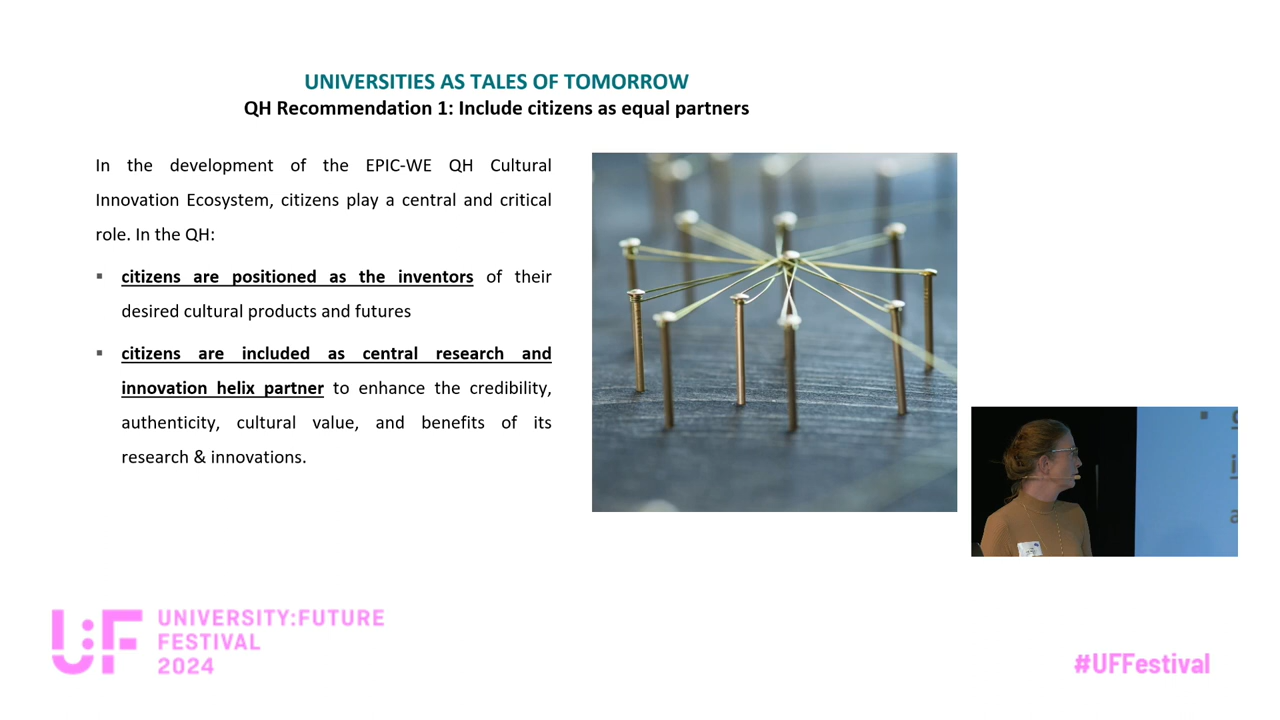 UNIVERSITIES AS TALES OF TOMORROW
QH Recommendation 1: Include citizens as equal partners
In the development of the EPIC-WE QH Cultural
Innovation Ecosystem, citizens play a central and critical
role. In the QH:
▪ citizens are positioned as the inventors of their
desired cultural products and futures
▪ citizens are included as central research and
innovation helix partner to enhance the credibility,
authenticity, cultural value, and benefits of its
research & innovations.
U:F UNIVERSITY:FUTURE
FESTIVAL
2024
#UFFestival